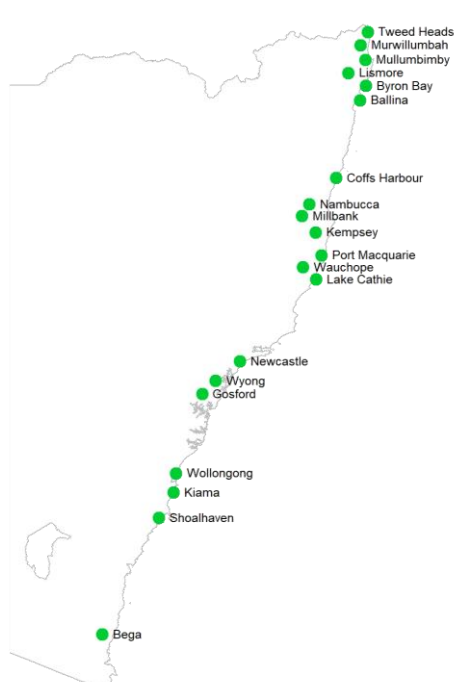 Tweed Heads
Murwillumbah
Mullumbimby
Lismore
Byron Bay
Ballina
Coffs Harbour
Nambucca
Millbank
Kempsey
Port Macquarie
Wauchope
Lake Cathie
Newcastle
Wyong
Gosford
Wollongong
Kiama
Shoalhaven
Bega